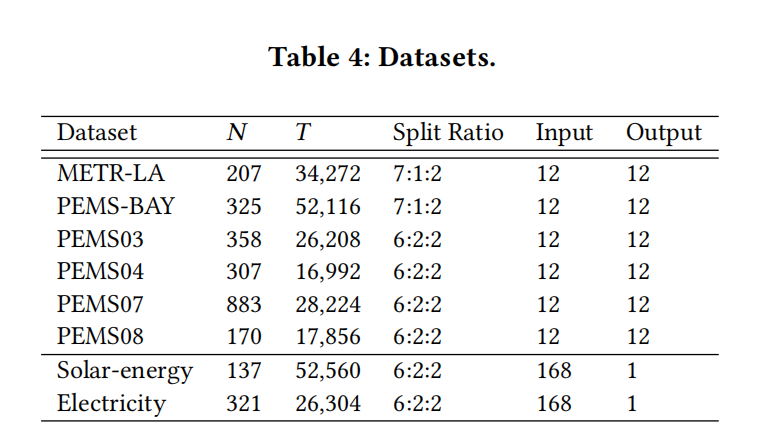 Table 4: Datasets.
Dataset N T Split Ratio Input Output
METR-LA 207 34,272 7:1:2 12 12
PEMS-BAY 325 52,116 7:1:2 12 12
PEMS03 358 26,208 6:2:2 12 12
PEMS04 307 16,992 6:2:2 12 12
PEMS07 883 28,224 6:2:2 12 12
PEMS08 170 17,856 6:2:2 12 12
Solar-energy 137 52,560 6:2:2 168 1
Electricity 321 26,304 6:2:2 168 1